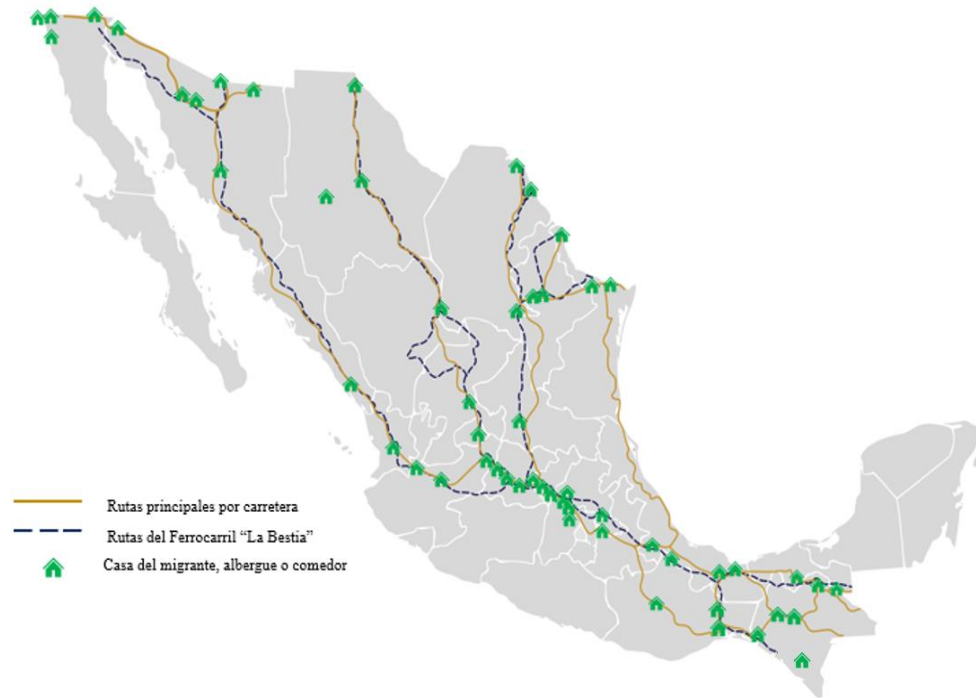 Rutas principales por carretera
Rutas del Ferrocarril “La Bestia”
Casa del migrante, albergue o comedor